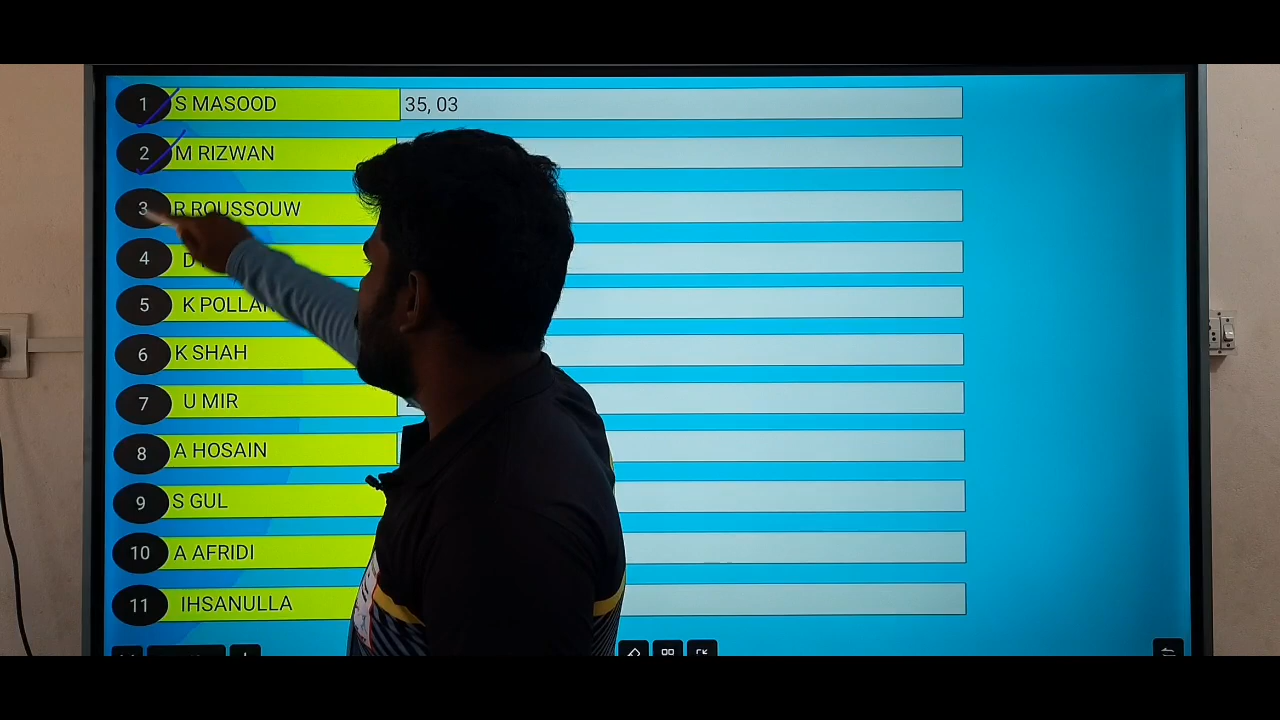 1 S MASOOD 35, 03
2 M RIZWAN
3 R ROUSSOUW
4 D
5 K POLLAR
6 K SHAH
7 U MIR
8 A HOSAIN
9 S GUL
10 A AFRIDI
11 IHSANULLA